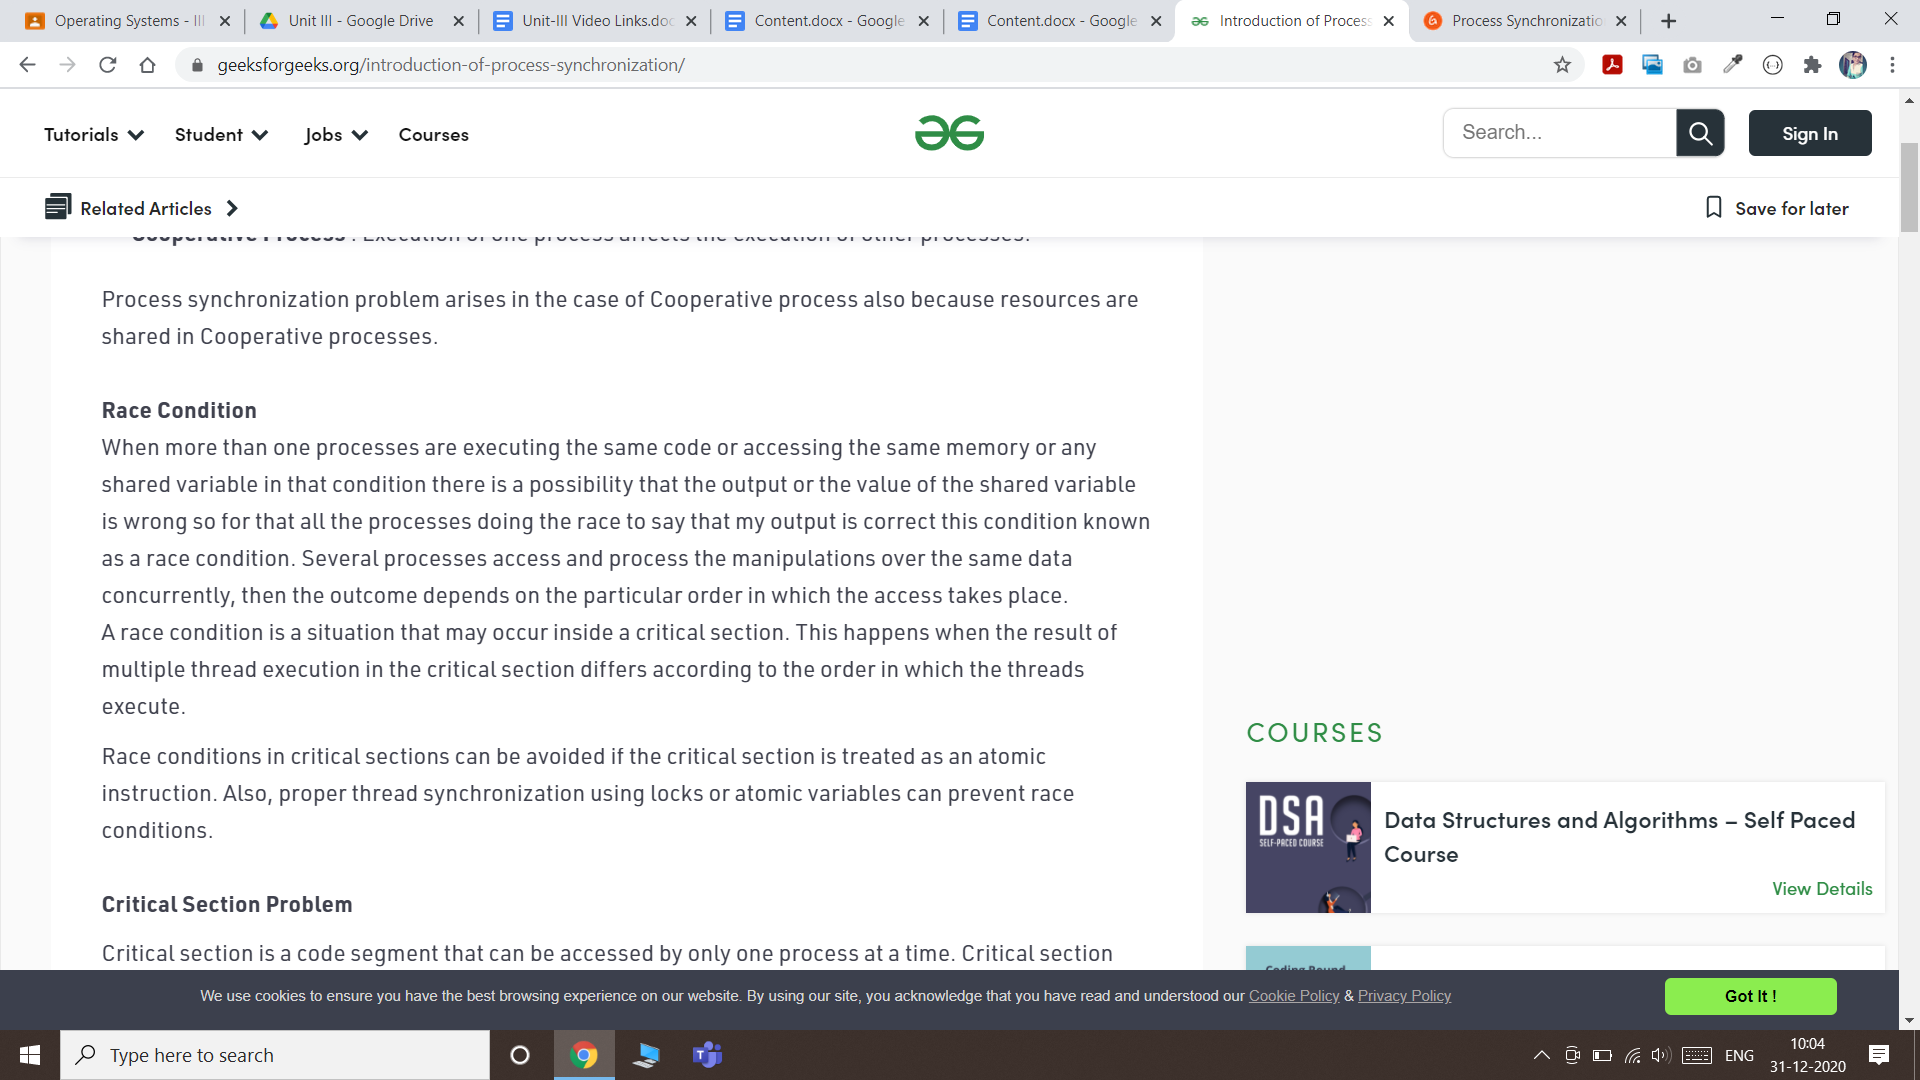 Operating Systems - III
Unit III - Google Drive
Unit-III Video Links.doc
Content.docx - Google
Content.docx - Google
Introduction of Process
Process Synchronizatio
geeksforgeeks.org/introduction-of-process-synchronization/
Tutorials
Student
Jobs
Courses
Search...
Sign In
Related Articles
Save for later
Cooperative Process : Execution of one process affects the execution of other processes.
Process synchronization problem arises in the case of Cooperative process also because resources are
shared in Cooperative processes.
Race Condition
When more than one processes are executing the same code or accessing the same memory or any
shared variable in that condition there is a possibility that the output or the value of the shared variable
is wrong so for that all the processes doing the race to say that my output is correct this condition known
as a race condition. Several processes access and process the manipulations over the same data
concurrently, then the outcome depends on the particular order in which the access takes place.
A race condition is a situation that may occur inside a critical section. This happens when the result of
multiple thread execution in the critical section differs according to the order in which the threads
execute.
Race conditions in critical sections can be avoided if the critical section is treated as an atomic
instruction. Also, proper thread synchronization using locks or atomic variables can prevent race
conditions.
Critical Section Problem
Critical section is a code segment that can be accessed by only one process at a time. Critical section
COURSES
DSA
SELF-PACED COURSE
Data Structures and Algorithms – Self Paced
Course
View Details
Coding Round
We use cookies to ensure you have the best browsing experience on our website. By using our site, you acknowledge that you have read and understood our Cookie Policy & Privacy Policy
Got It !
Type here to search
ENG
10:04
31-12-2020